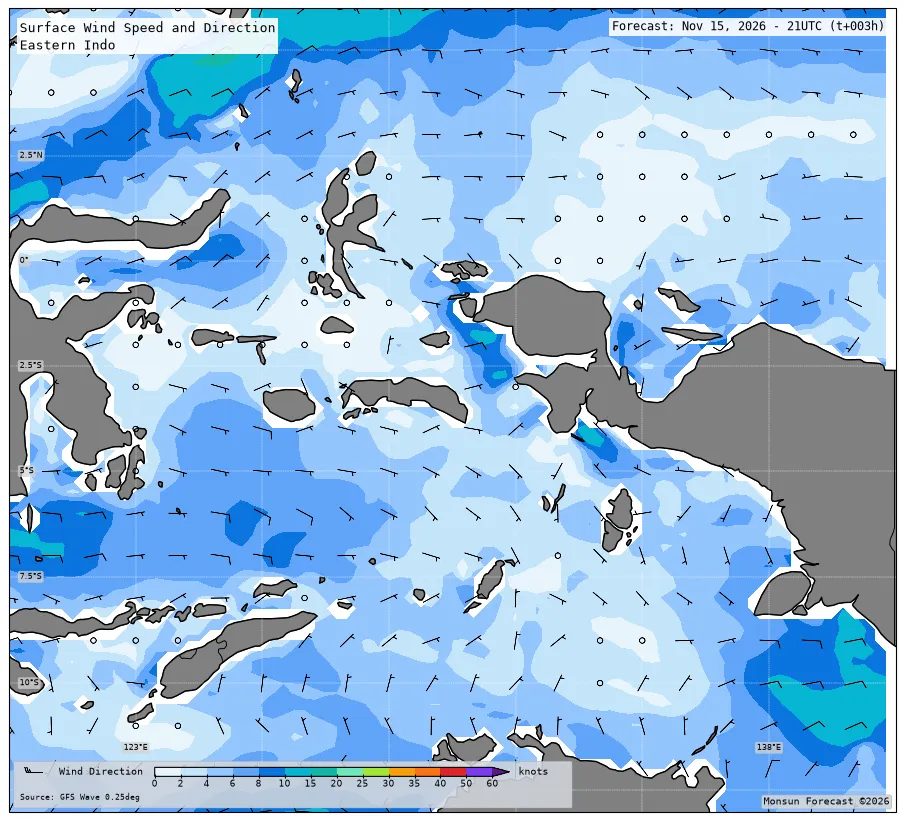 Surface Wind Speed and Direction
Eastern Indo
Forecast: Nov 15, 2026 - 21UTC (t+003h)
2.5°N
0°
2.5°S
5°S
7.5°S
10°S
123°E
138°E
Wind Direction
knots
0 2 4 6 8 10 15 20 25 30 35 40 50 60
Source: GFS Wave 0.25deg
Monsun Forecast ©2026